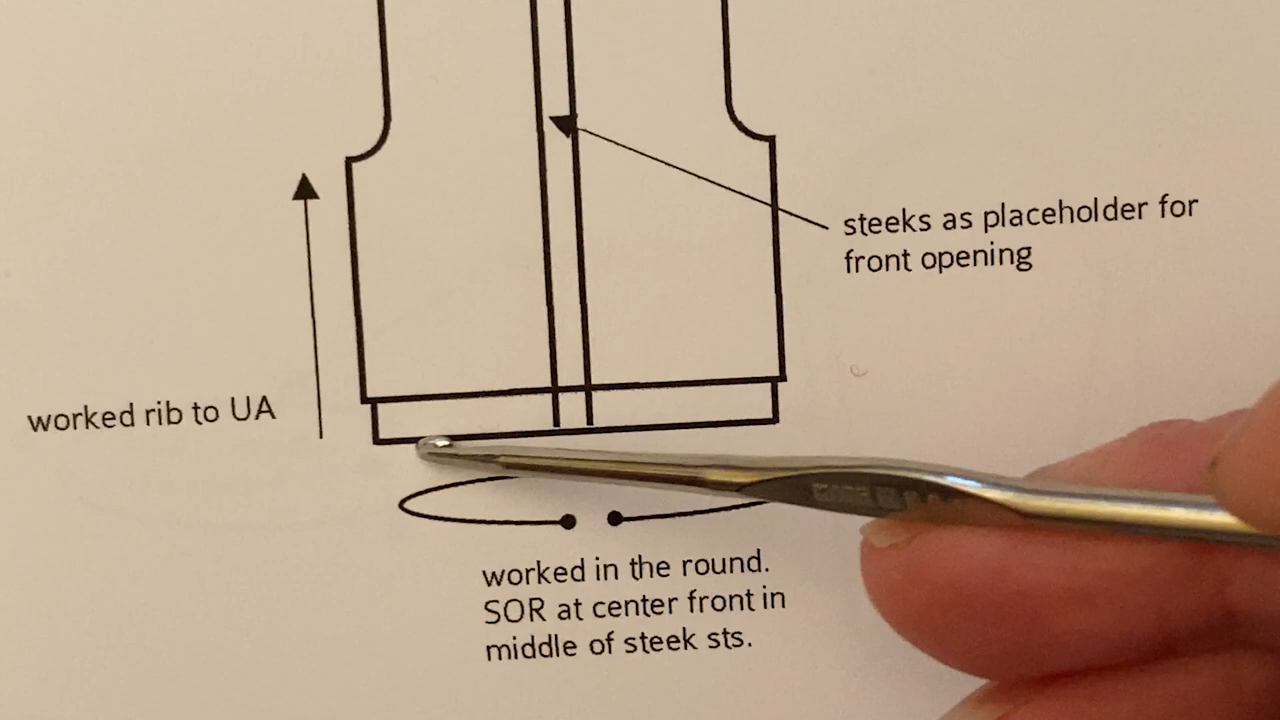 steeks as placeholder for
front opening
worked rib to UA
worked in the round.
SOR at center front in
middle of steek sts.